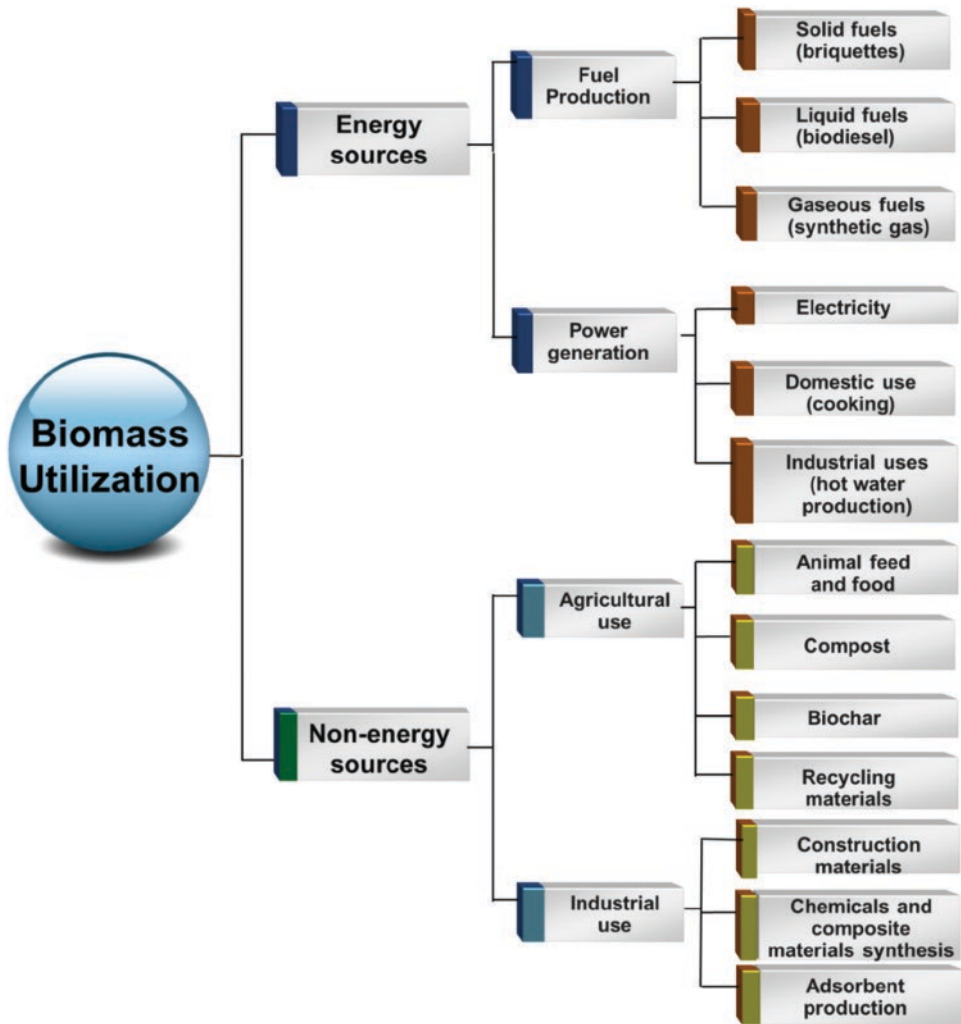 Biomass
Utilization
Energy
sources
Fuel
Production
Solid fuels
(briquettes)
Liquid fuels
(biodiesel)
Gaseous fuels
(synthetic gas)
Power
generation
Electricity
Domestic use
(cooking)
Industrial uses
(hot water
production)
Non-energy
sources
Agricultural
use
Animal feed
and food
Compost
Biochar
Recycling
materials
Industrial
use
Construction
materials
Chemicals and
composite
materials synthesis
Adsorbent
production